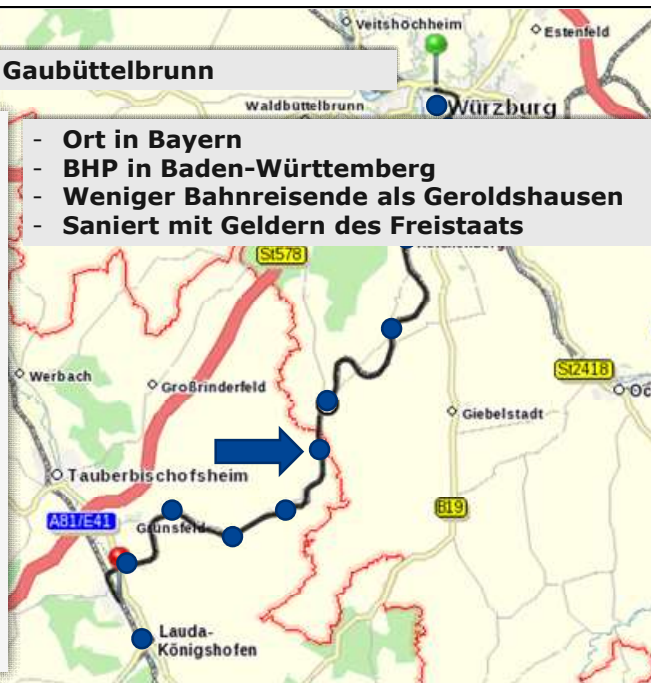 Veitshöchheim
Estenfeld
Gaubüttelbrunn
Waldbüttelbrunn
Würzburg
- Ort in Bayern
- BHP in Baden-Württemberg
- Weniger Bahnreisende als Geroldshausen
- Saniert mit Geldern des Freistaats
St578
Werbach
Großrinderfeld
St2418
Oc
Giebelstadt
Tauberbischofsheim
A81/E41
Grünsfeld
B19
Lauda-
Königshofen